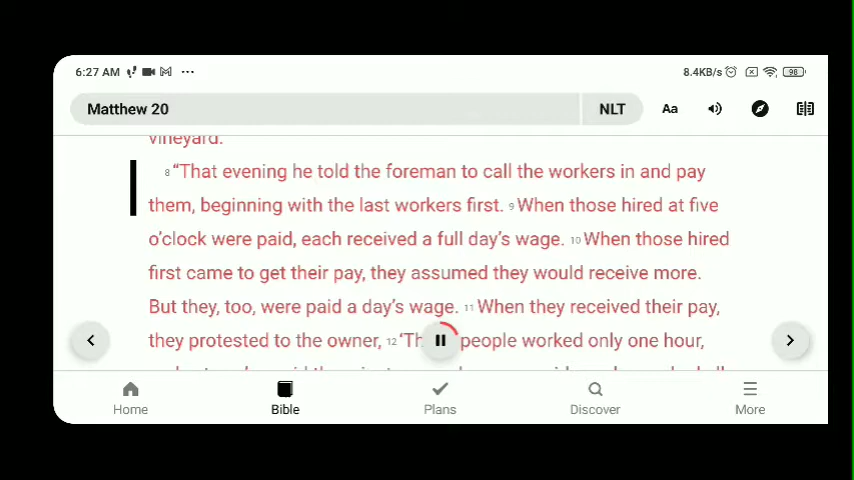 6:27 AM ... 8.4KB/s 98
Matthew 20 NLT Aa
vineyard.
8 “That evening he told the foreman to call the workers in and pay
them, beginning with the last workers first. 9 When those hired at five
o’clock were paid, each received a full day’s wage. 10 When those hired
first came to get their pay, they assumed they would receive more.
But they, too, were paid a day’s wage. 11 When they received their pay,
they protested to the owner, 12 people worked only one hour,
Home Bible Plans Discover More